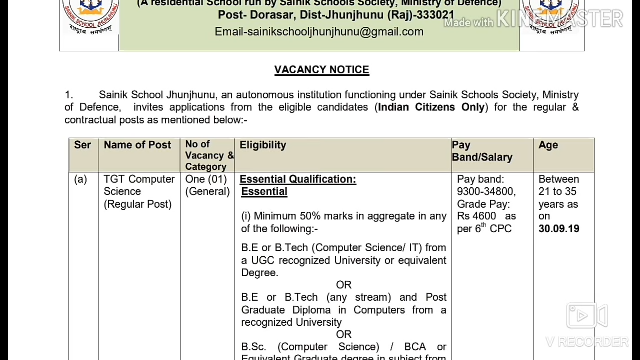 (A residential School run by Sainik Schools Society, Ministry of Defence)
Post- Dorasar, Dist-Jhunjhunu (Raj)-333021
Email-sainikschooljhunjhunu@gmail.com
Made with KINEMASTER
VACANCY NOTICE
1. Sainik School Jhunjhunu, an autonomous institution functioning under Sainik Schools Society, Ministry
of Defence, invites applications from the eligible candidates (Indian Citizens Only) for the regular &
contractual posts as mentioned below:-
Ser Name of Post No of Vacancy & Category Eligibility Pay Band/Salary Age
(a) TGT Computer Science (Regular Post)
One (01) (General)
Essential Qualification:
Essential
(i) Minimum 50% marks in aggregate in any
of the following:-
B.E or B.Tech (Computer Science/ IT) from
a UGC recognized University or equivalent
Degree.
OR
B.E or B.Tech (any stream) and Post
Graduate Diploma in Computers from a
recognized University
OR
B.Sc. (Computer Science) / BCA or
Equivalent Graduate degree in subject from
Pay band:
9300-34800,
Grade Pay:
Rs 4600 as
per 6th CPC
Between
21 to 35
years as
on
30.09.19
V RECORDER